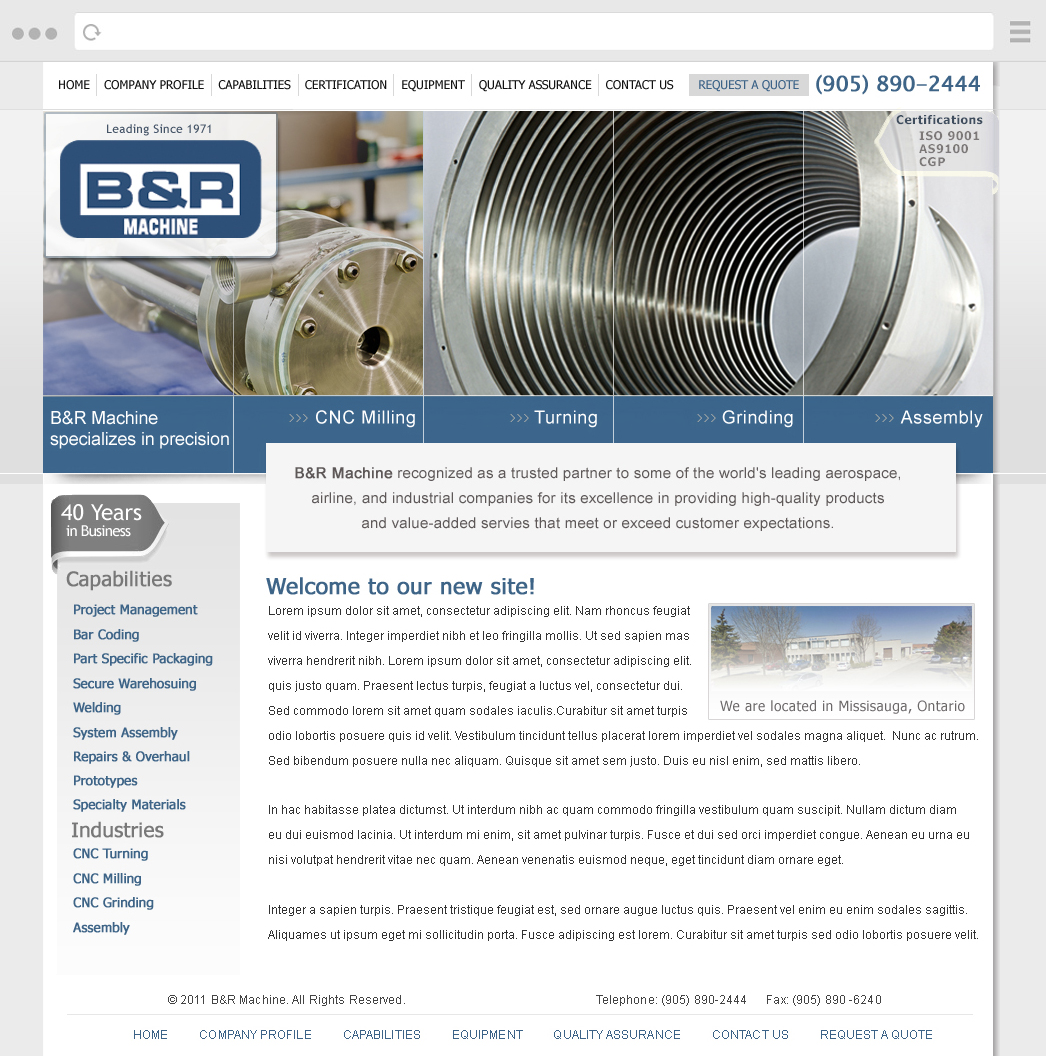 HOME COMPANY PROFILE CAPABILITIES CERTIFICATION EQUIPMENT QUALITY ASSURANCE CONTACT US REQUEST A QUOTE (905) 890-2444
Leading Since 1971
B&R
MACHINE
Certifications
ISO 9001
AS9100
CGP
B&R Machine
specializes in precision
>>> CNC Milling
>>> Turning
>>> Grinding
>>> Assembly
B&R Machine recognized as a trusted partner to some of the world's leading aerospace,
airline, and industrial companies for its excellence in providing high-quality products
and value-added servies that meet or exceed customer expectations.
40 Years
in Business
Capabilities
Project Management
Bar Coding
Part Specific Packaging
Secure Warehosuing
Welding
System Assembly
Repairs & Overhaul
Prototypes
Specialty Materials
Industries
CNC Turning
CNC Milling
CNC Grinding
Assembly
Welcome to our new site!
Lorem ipsum dolor sit amet, consectetur adipiscing elit. Nam rhoncus feugiat
velit id viverra. Integer imperdiet nibh et leo fringilla mollis. Ut sed sapien mas
viverra hendrerit nibh. Lorem ipsum dolor sit amet, consectetur adipiscing elit.
quis justo quam. Praesent lectus turpis, feugiat a luctus vel, consectetur dui.
Sed commodo lorem sit amet quam sodales iaculis.Curabitur sit amet turpis
odio lobortis posuere quis id velit. Vestibulum tincidunt tellus placerat lorem imperdiet vel sodales magna aliquet. Nunc ac rutrum.
Sed bibendum posuere nulla nec aliquam. Quisque sit amet sem justo. Duis eu nisl enim, sed mattis libero.
We are located in Missisauga, Ontario
In hac habitasse platea dictumst. Ut interdum nibh ac quam commodo fringilla vestibulum quam suscipit. Nullam dictum diam
eu dui euismod lacinia. Ut interdum mi enim, sit amet pulvinar turpis. Fusce et dui sed orci imperdiet congue. Aenean eu urna eu
nisi volutpat hendrerit vitae nec quam. Aenean venenatis euismod neque, eget tincidunt diam ornare eget.
Integer a sapien turpis. Praesent tristique feugiat est, sed ornare augue luctus quis. Praesent vel enim eu enim sodales sagittis.
Aliquames ut ipsum eget mi sollicitudin porta. Fusce adipiscing est lorem. Curabitur sit amet turpis sed odio lobortis posuere velit.
© 2011 B&R Machine. All Rights Reserved. Telephone: (905) 890-2444 Fax: (905) 890-6240
HOME COMPANY PROFILE CAPABILITIES EQUIPMENT QUALITY ASSURANCE CONTACT US REQUEST A QUOTE